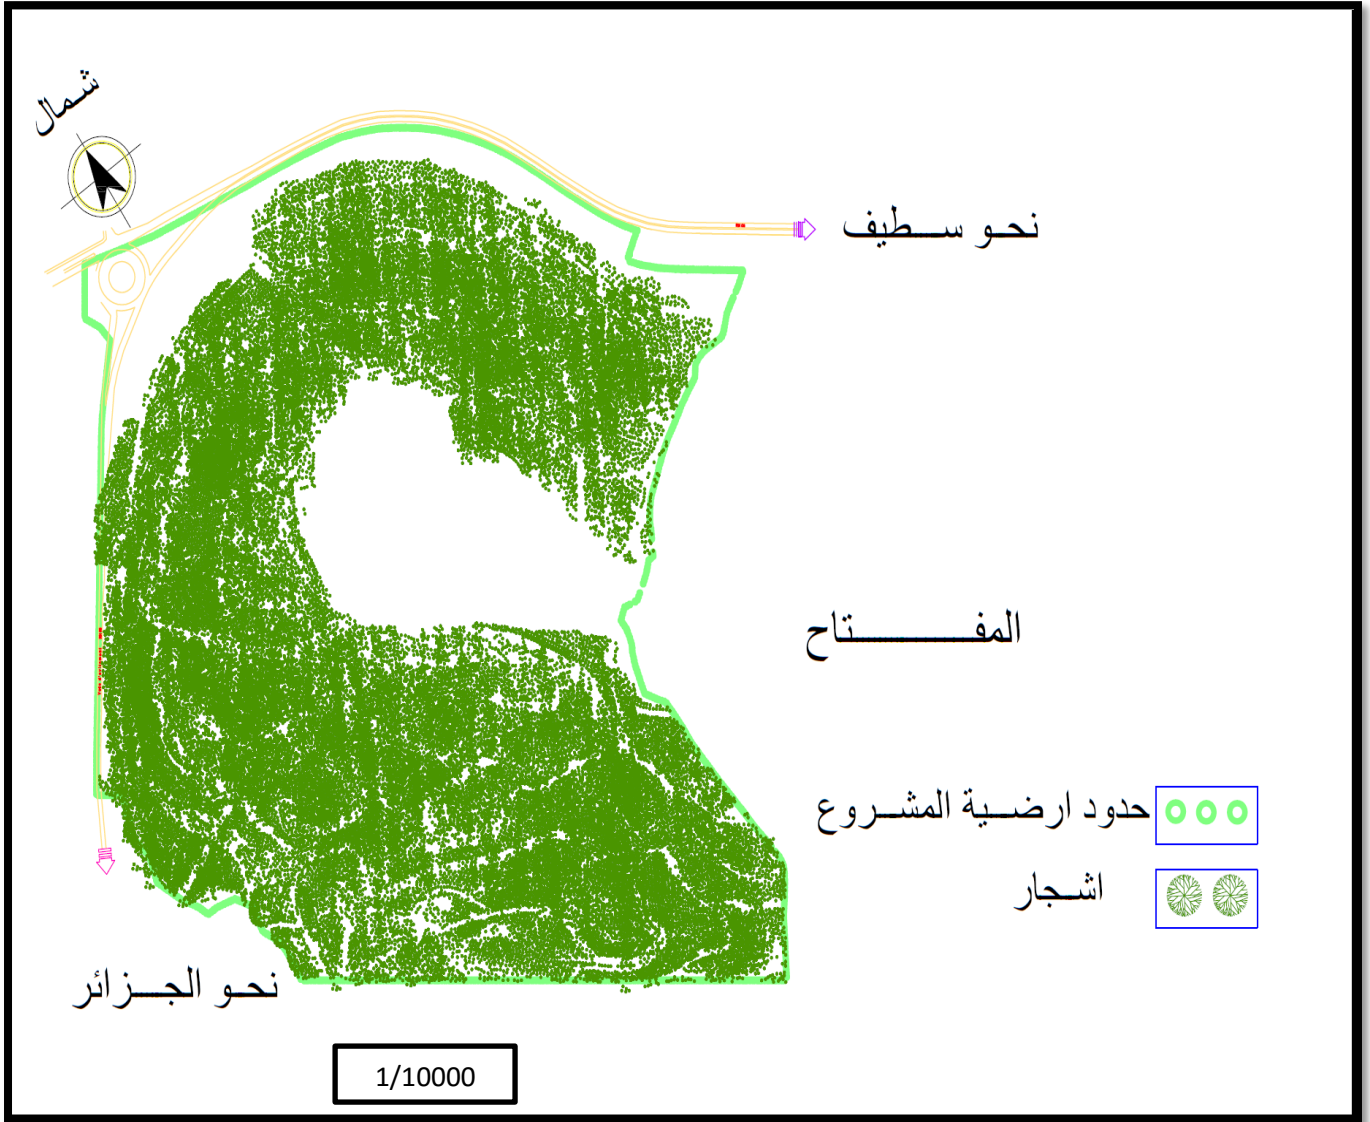 شمال
نحو سطيف
المفتاح
حدود ارضية المشروع
اشجار
نحو الجزائر
1/10000